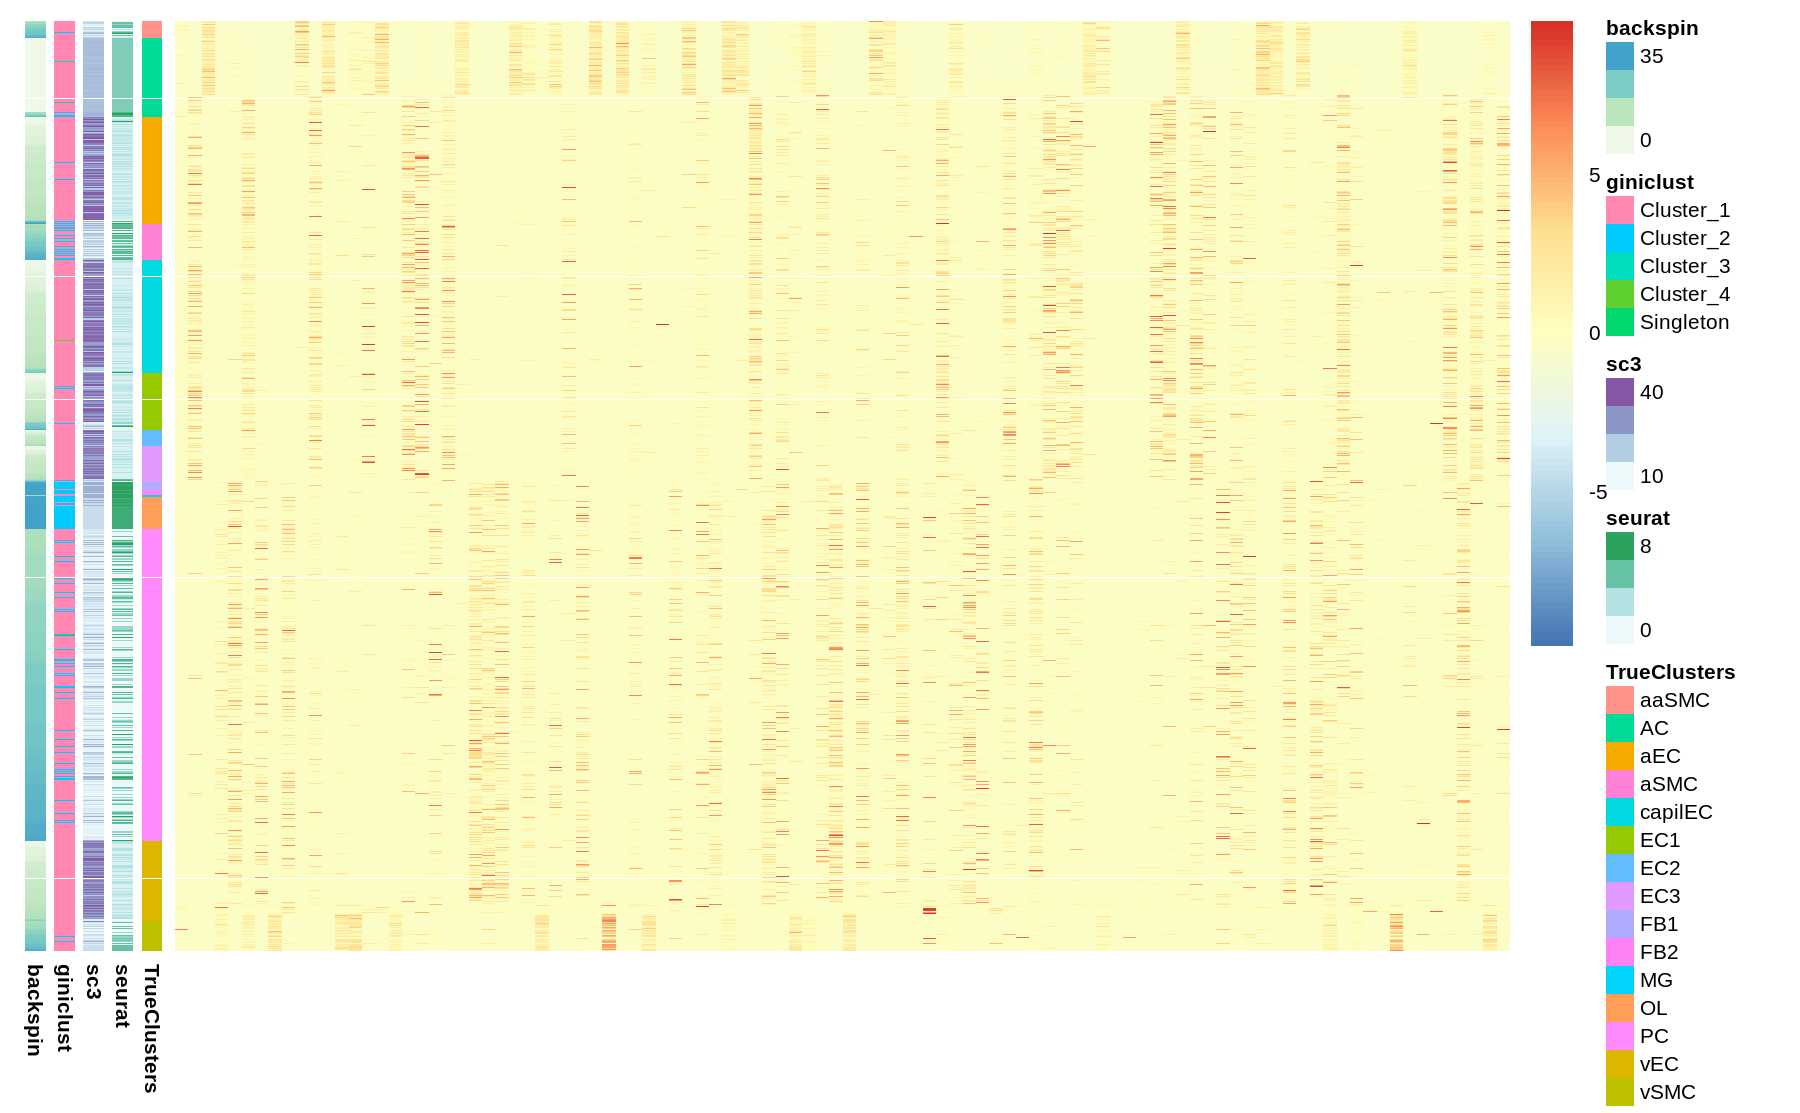 backspin
35
0
giniclust
Cluster_1
Cluster_2
Cluster_3
Cluster_4
Singleton
sc3
40
10
seurat
8
0
TrueClusters
aaSMC
AC
aEC
aSMC
capilEC
EC1
EC2
EC3
FB1
FB2
MG
OL
PC
vEC
vSMC
5
0
-5
backspin
giniclust
sc3
seurat
TrueClusters